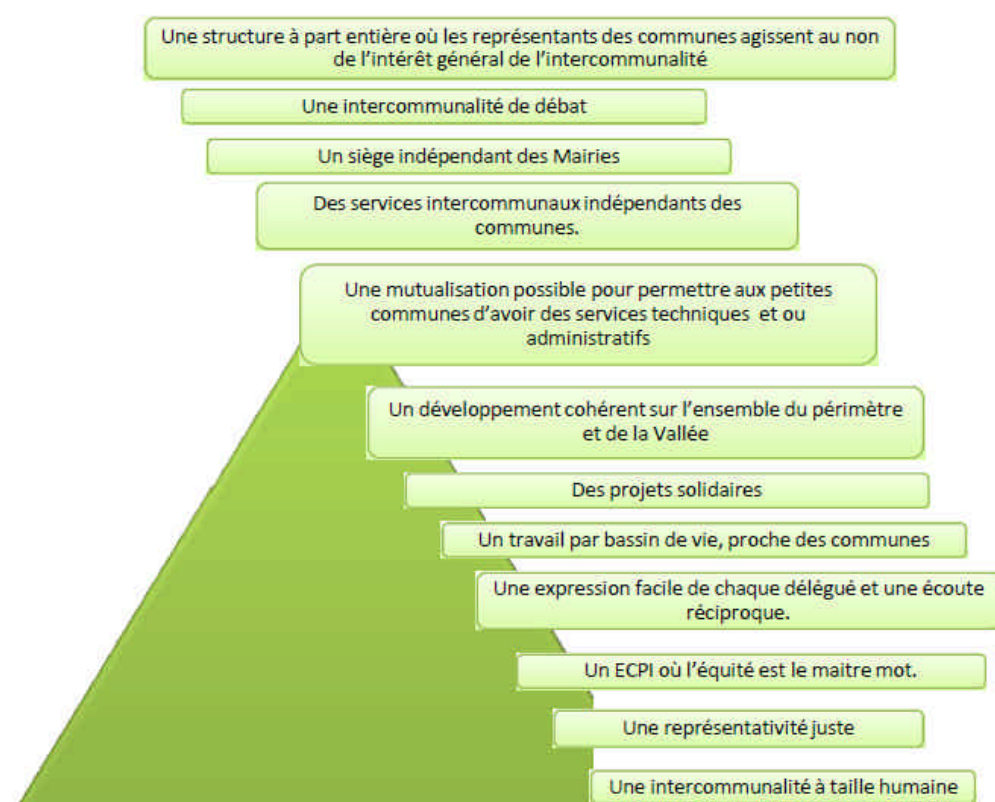 Une structure à part entière où les représentants des communes agissent au non
de l'intérêt général de l'intercommunalité
Une intercommunalité de débat
Un siège indépendant des Mairies
Des services intercommunaux indépendants des
communes.
Une mutualisation possible pour permettre aux petites
communes d'avoir des services techniques et ou
administratifs
Un développement cohérent sur l'ensemble du périmètre
et de la Vallée
Des projets solidaires
Un travail par bassin de vie, proche des communes
Une expression facile de chaque délégué et une écoute
réciproque.
Un ECPI où l'équité est le maitre mot.
Une représentativité juste
Une intercommunalité à taille humaine